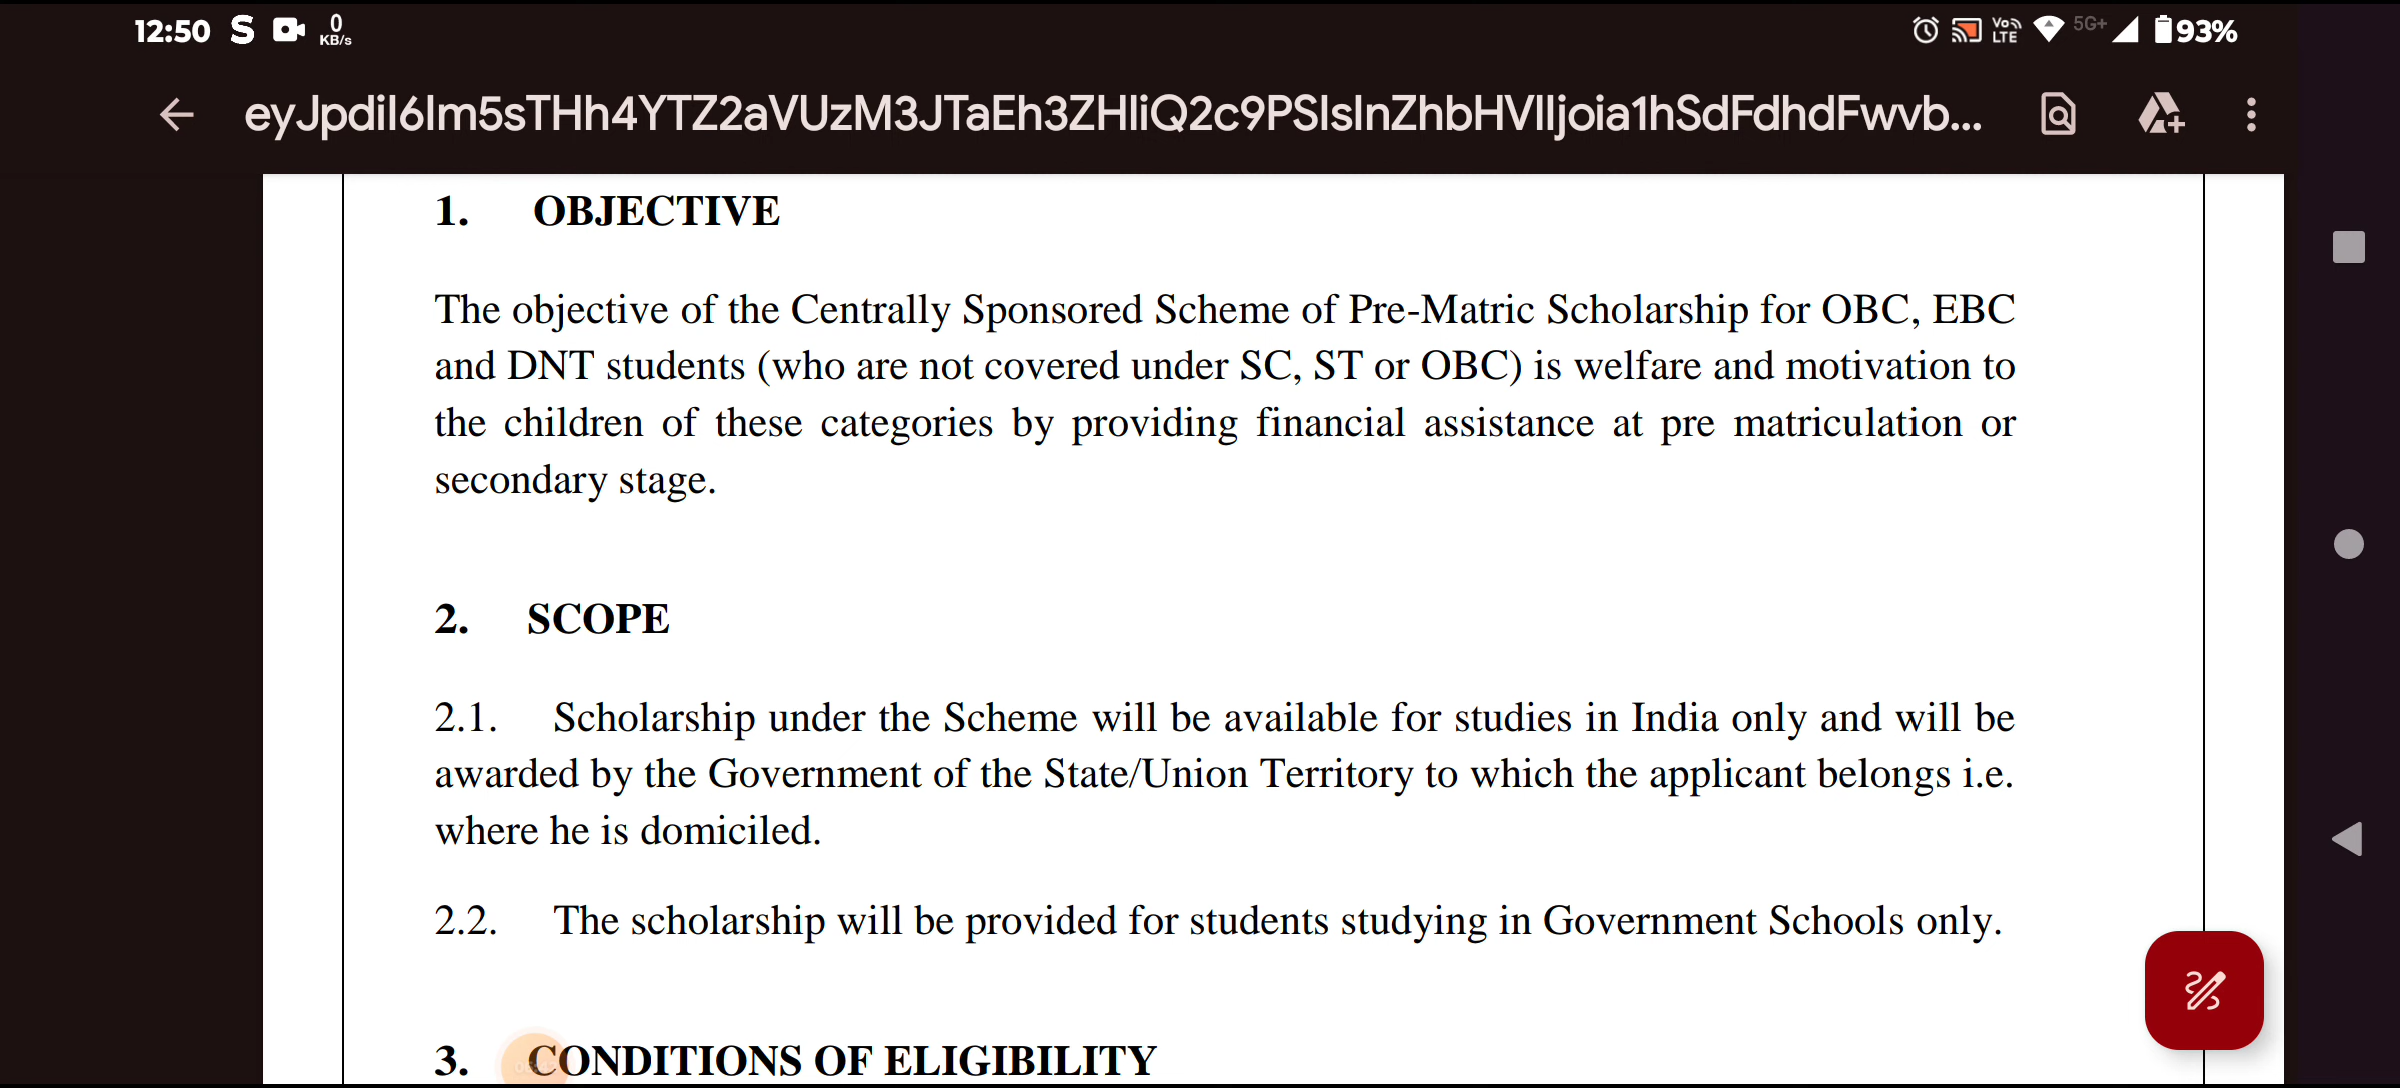 12:50 S 0 KB/s VoD LTE 5G+ 93%
eyJpdiI6Im5sTHh4YTZ2aVUzM3JTaEh3ZHliQ2c9PSIsInZhbHVlIjoia1hSdFdhdFwvb...
1. OBJECTIVE
The objective of the Centrally Sponsored Scheme of Pre-Matric Scholarship for OBC, EBC
and DNT students (who are not covered under SC, ST or OBC) is welfare and motivation to
the children of these categories by providing financial assistance at pre matriculation or
secondary stage.
2. SCOPE
2.1. Scholarship under the Scheme will be available for studies in India only and will be
awarded by the Government of the State/Union Territory to which the applicant belongs i.e.
where he is domiciled.
2.2. The scholarship will be provided for students studying in Government Schools only.
3. CONDITIONS OF ELIGIBILITY